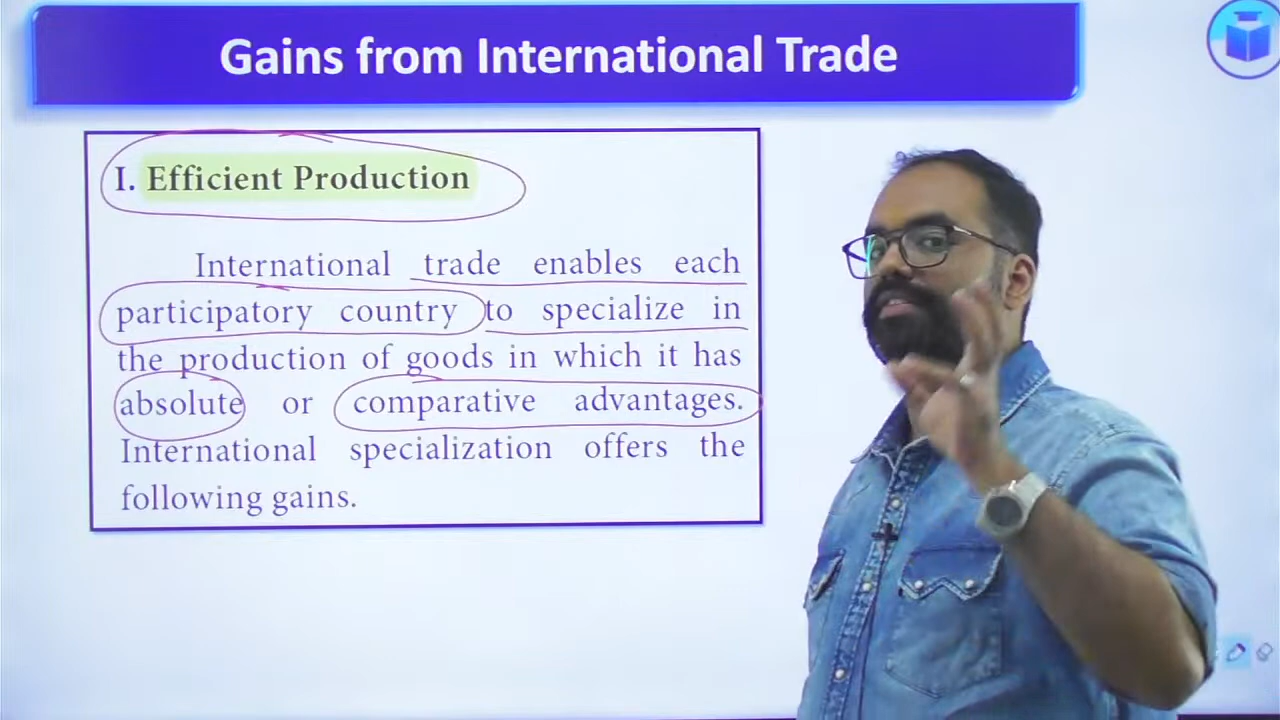 Gains from International Trade
I. Efficient Production
International trade enables each
participatory country to specialize in
the production of goods in which it has
absolute or comparative advantages.
International specialization offers the
following gains.